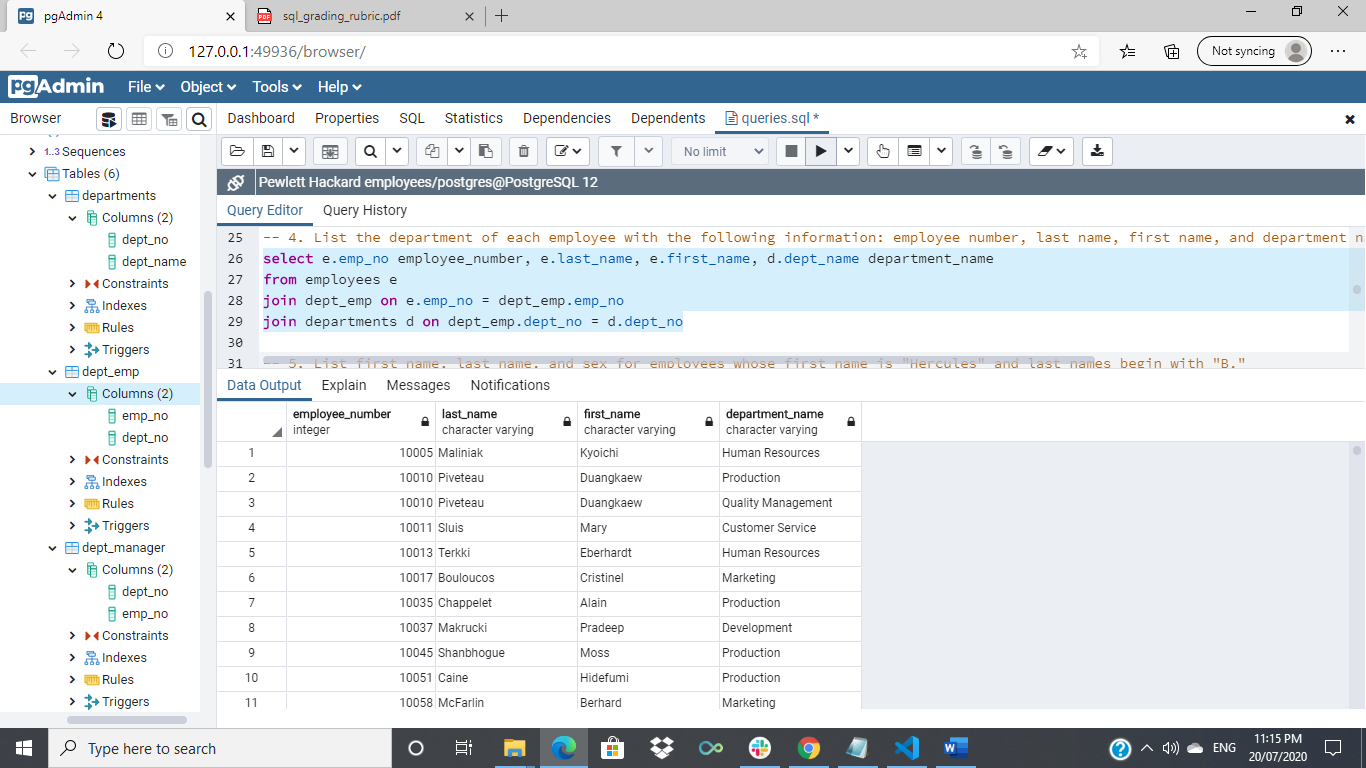 pgAdmin 4
sql_grading_rubric.pdf
127.0.0.1:49936/browser/
Not syncing
pgAdmin File Object Tools Help
Browser
Dashboard Properties SQL Statistics Dependencies Dependents queries.sql *
No limit
Pewlett Hackard employees/postgres@PostgreSQL 12
Query Editor Query History
1..3 Sequences
Tables (6)
departments
Columns (2)
dept_no
dept_name
Constraints
Indexes
Rules
Triggers
dept_emp
Columns (2)
emp_no
dept_no
Constraints
Indexes
Rules
Triggers
dept_manager
Columns (2)
dept_no
emp_no
Constraints
Indexes
Rules
Triggers
25 -- 4. List the department of each employee with the following information: employee number, last name, first name, and department n
26 select e.emp_no employee_number, e.last_name, e.first_name, d.dept_name department_name
27 from employees e
28 join dept_emp on e.emp_no = dept_emp.emp_no
29 join departments d on dept_emp.dept_no = d.dept_no
30
31 -- 5. List first name, last name, and sex for employees whose first name is "Hercules" and last names begin with "B."
Data Output Explain Messages Notifications
employee_number last_name first_name department_name
integer character varying character varying character varying
1 10005 Maliniak Kyoichi Human Resources
2 10010 Piveteau Duangkaew Production
3 10010 Piveteau Duangkaew Quality Management
4 10011 Sluis Mary Customer Service
5 10013 Terkki Eberhardt Human Resources
6 10017 Bouloucos Cristinel Marketing
7 10035 Chappelet Alain Production
8 10037 Makrucki Pradeep Development
9 10045 Shanbhogue Moss Production
10 10051 Caine Hidefumi Production
11 10058 McFarlin Berhard Marketing
Type here to search
ENG
11:15 PM
20/07/2020